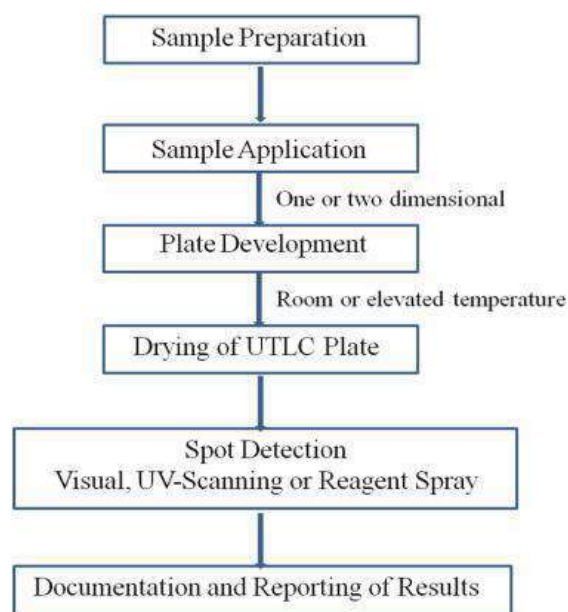 Sample Preparation
Sample Application
One or two dimensional
Plate Development
Room or elevated temperature
Drying of UTLC Plate
Spot Detection
Visual, UV-Scanning or Reagent Spray
Documentation and Reporting of Results